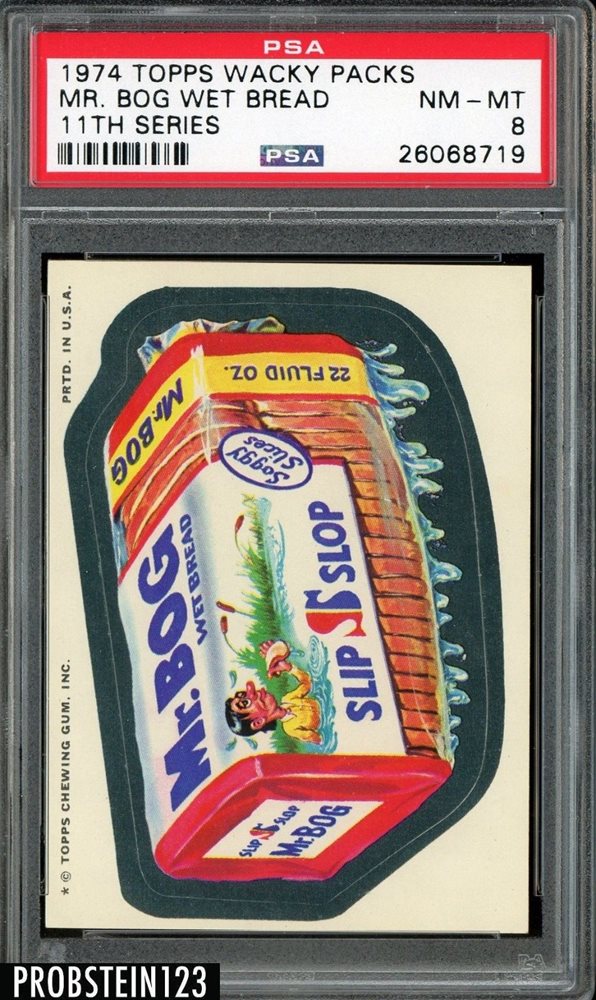 PSA
1974 TOPPS WACKY PACKS
MR. BOG WET BREAD NM - MT
11TH SERIES 8
PSA 26068719
PRTD. IN U.S.A.
* © TOPPS CHEWING GUM, INC.
22 FLUID OZ.
Mr. BOG
Soggy
Slices
Mr. BOG
WET BREAD
SLIP SLOP
SLIP SLOP
Mr. BOG
PROBSTEIN123